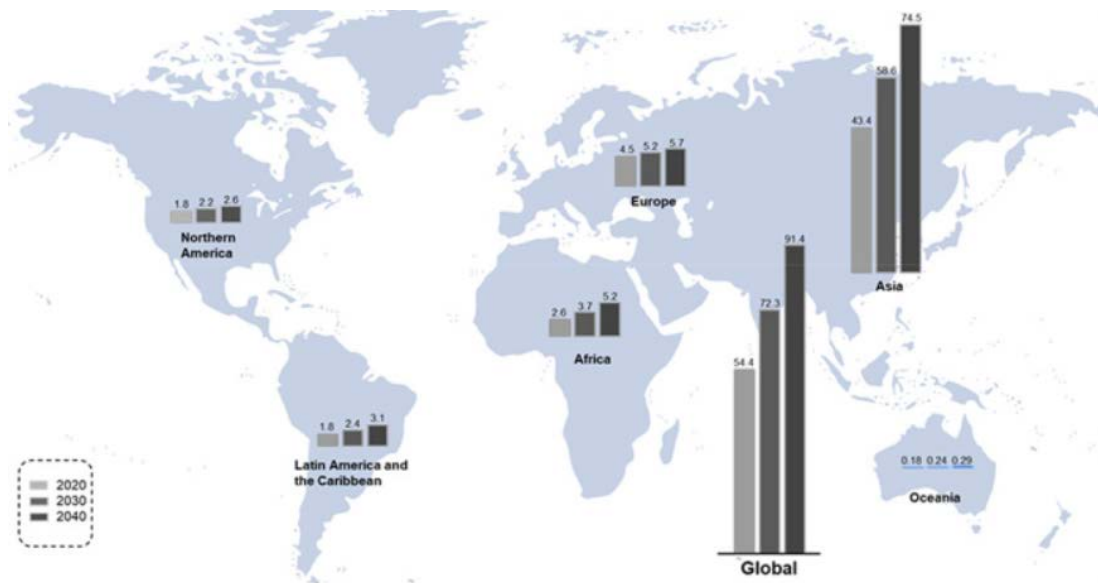 74.5
58.6
43.4
4.5 5.2 5.7
Europe
1.8 2.2 2.6
Northern
America
Asia
91.4
72.3
54.4
2.6 3.7 5.2
Africa
1.8 2.4 3.1
Latin America and
the Caribbean
0.18 0.24 0.29
Oceania
2020
2030
2040
Global